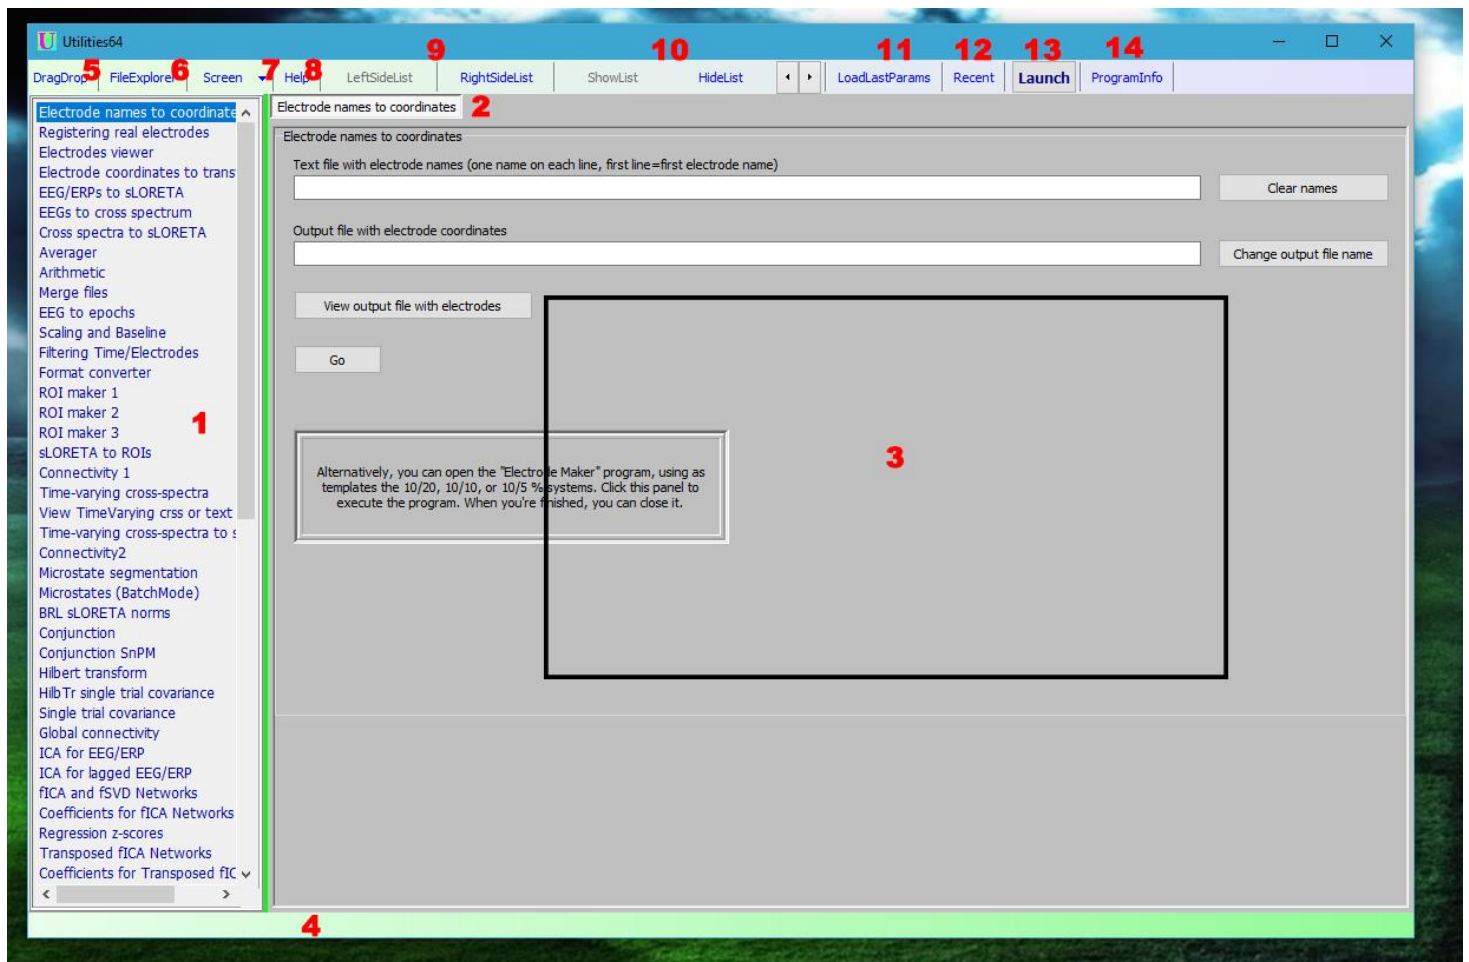 Utilities64
9 10 11 12 13 14
DragDrop 5 FileExplorer 6 Screen 7 Help 8 LeftSideList RightSideList ShowList HideList LoadLastParams Recent Launch ProgramInfo
Electrode names to coordinate
Registering real electrodes
Electrodes viewer
Electrode coordinates to trans
EEG/ERPs to sLORETA
EEGs to cross spectrum
Cross spectra to sLORETA
Averager
Arithmetic
Merge files
EEG to epochs
Scaling and Baseline
Filtering Time/Electrodes
Format converter
ROI maker 1
ROI maker 2
ROI maker 3
1
sLORETA to ROIs
Connectivity 1
Time-varying cross-spectra
View TimeVarying crss or text
Time-varying cross-spectra to s
Connectivity2
Microstate segmentation
Microstates (BatchMode)
BRL sLORETA norms
Conjunction
Conjunction SnPM
Hilbert transform
HilbTr single trial covariance
Single trial covariance
Global connectivity
ICA for EEG/ERP
ICA for lagged EEG/ERP
fICA and fSVD Networks
Coefficients for fICA Networks
Regression z-scores
Transposed fICA Networks
Coefficients for Transposed fIC
Electrode names to coordinates 2
Electrode names to coordinates
Text file with electrode names (one name on each line, first line=first electrode name)
Clear names
Output file with electrode coordinates
Change output file name
View output file with electrodes
Go
3
Alternatively, you can open the "Electrode Maker" program, using as
templates the 10/20, 10/10, or 10/5 % systems. Click this panel to
execute the program. When you're finished, you can close it.
4